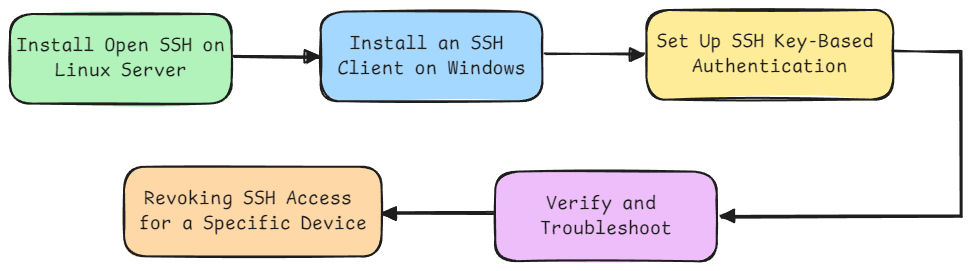 Install Open SSH on
Linux Server
Install an SSH
Client on Windows
Set Up SSH Key-Based
Authentication
Verify and
Troubleshoot
Revoking SSH Access
for a Specific Device